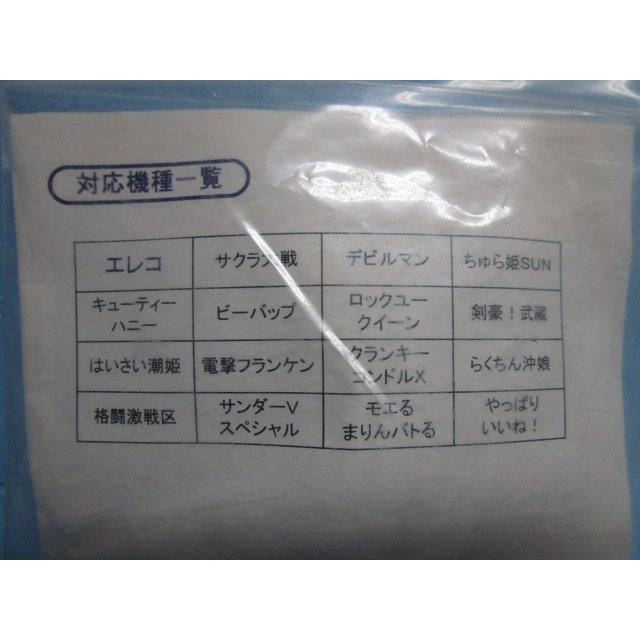 対応機種一覧
エレコ サクラ大戦 デビルマン ちゅら姫SUN
キューティー
ハニー
ビーバップ
ロックユー
クイーン
剣豪！武蔵
はいさい潮姫 電撃フランケン
クランキー
コンドルX
らくちん沖娘
格闘激戦区
サンダーV
スペシャル
モエる
まりんバトる
やっぱり
いいね！